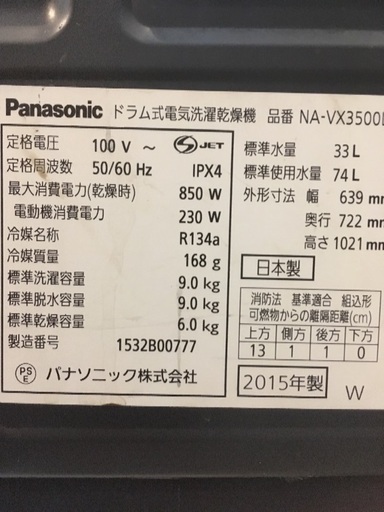 Panasonic ドラム式電気洗濯乾燥機 品番 NA-VX3500L
定格電圧 100 V ～ S JET
定格周波数 50/60 Hz IPX4
最大消費電力(乾燥時) 850 W
電動機消費電力 230 W
冷媒名称 R134a
冷媒質量 168 g
標準洗濯容量 9.0 kg
標準脱水容量 9.0 kg
標準乾燥容量 6.0 kg
製造番号 1532B00777
PS E パナソニック株式会社
標準水量 33 L
標準使用水量 74 L
外形寸法 幅 639 mm
奥行 722 mm
高さ 1021 mm
日本製
消防法 基準適合 組込形
可燃物からの離隔距離(cm)
上方 側方 後方 下方
13 1 1 0
2015年製 W